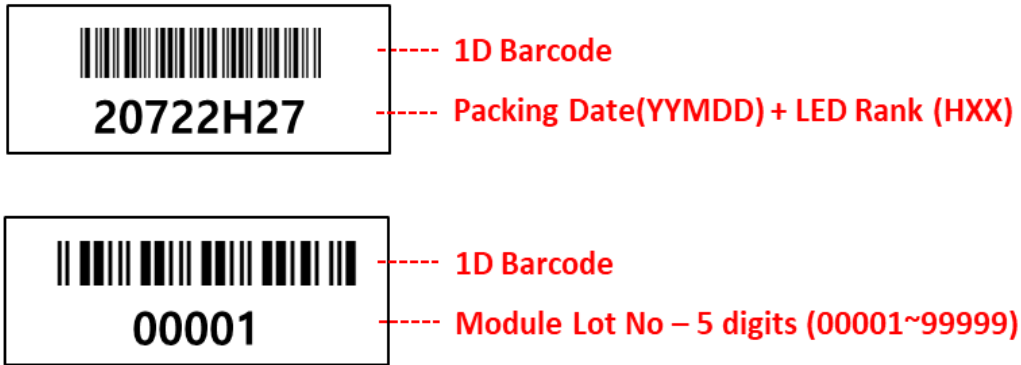 1D Barcode
20722H27
Packing Date(YYMDD) + LED Rank (HXX)
1D Barcode
00001
Module Lot No – 5 digits (00001~99999)